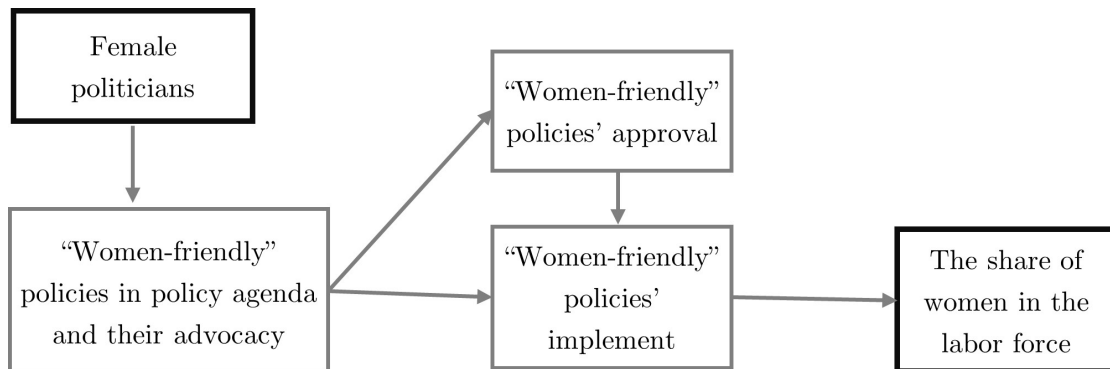 Female
politicians
“Women-friendly”
policies in policy agenda
and their advocacy
“Women-friendly”
policies’ approval
“Women-friendly”
policies’
implement
The share of
women in the
labor force